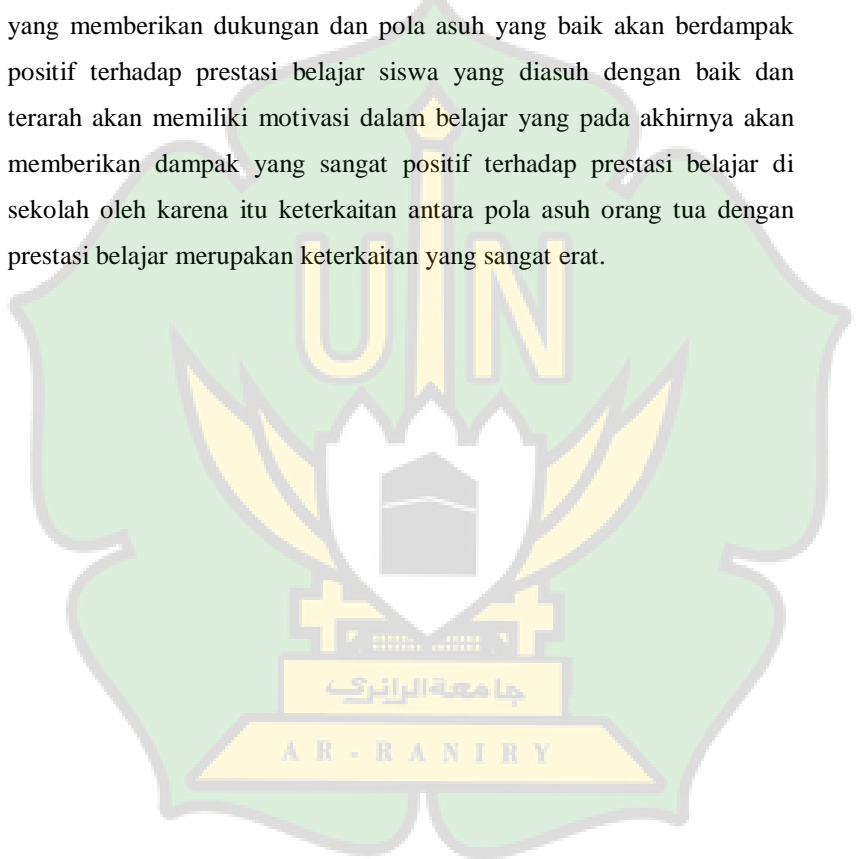 yang memberikan dukungan dan pola asuh yang baik akan berdampak
positif terhadap prestasi belajar siswa yang diasuh dengan baik dan
terarah akan memiliki motivasi dalam belajar yang pada akhirnya akan
memberikan dampak yang sangat positif terhadap prestasi belajar di
sekolah oleh karena itu keterkaitan antara pola asuh orang tua dengan
prestasi belajar merupakan keterkaitan yang sangat erat.
UIN
جامعة الرانري
AR-RANIRY